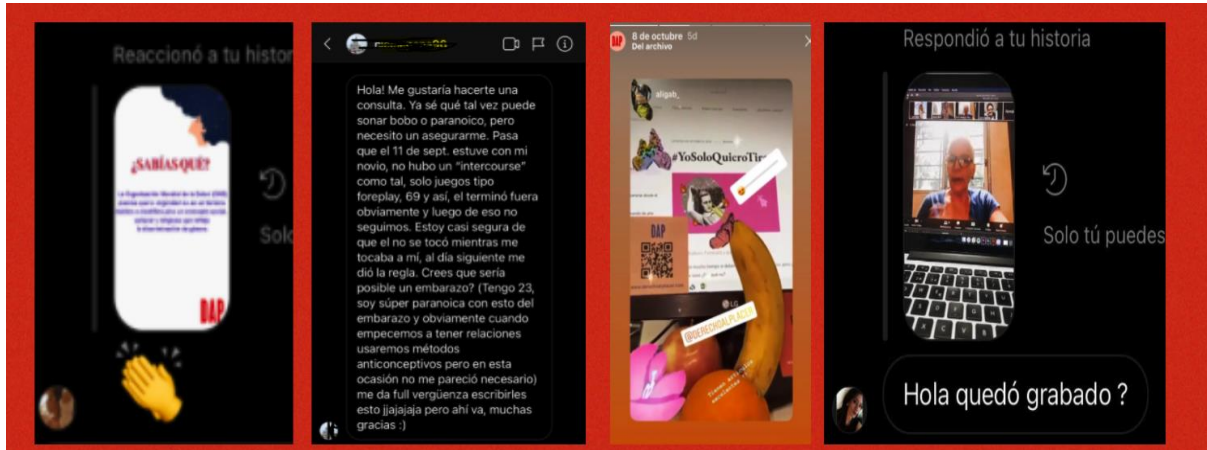 Reaccionó a tu histor
¿SABÍAS QUÉ?
DAP
Solo
Hola! Me gustaría hacerte una
consulta. Ya sé qué tal vez puede
sonar bobo o paranoico, pero
necesito un asegurarme. Pasa
que el 11 de sept. estuve con mi
novio, no hubo un “intercourse”
como tal, solo juegos tipo
foreplay, 69 y así, el terminó fuera
obviamente y luego de eso no
seguimos. Estoy casi segura de
que el no se tocó mientras me
tocaba a mí, al día siguiente me
dió la regla. Crees que sería
posible un embarazo? (Tengo 23,
soy súper paranoica con esto del
embarazo y obviamente cuando
empecemos a tener relaciones
usaremos métodos
anticonceptivos pero en esta
ocasión no me pareció necesario)
me da full vergüenza escribirles
esto jjajajaja pero ahí va, muchas
gracias :)
DAP
8 de octubre 5d
Del archivo
aligab_
#YoSoloQuieroTir
DAP
LG
@DERECHOALPLACER
Respondió a tu historia
Solo tú puedes
Hola quedó grabado ?